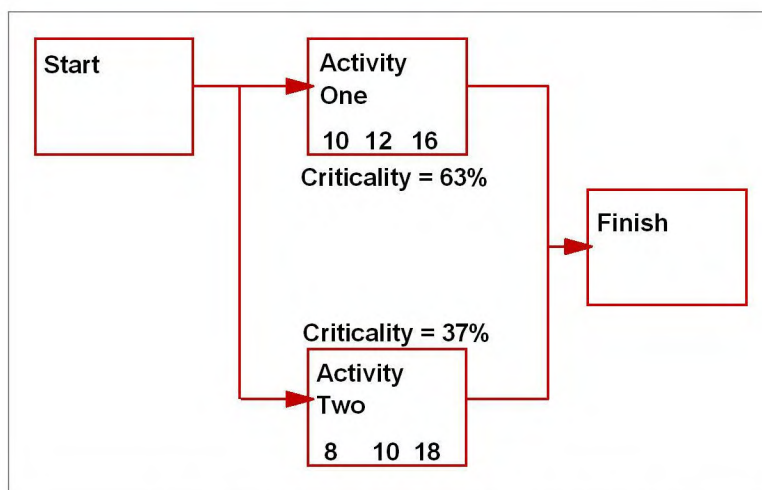 Start
Activity
One
10 12 16
Criticality = 63%
Finish
Criticality = 37%
Activity
Two
8 10 18